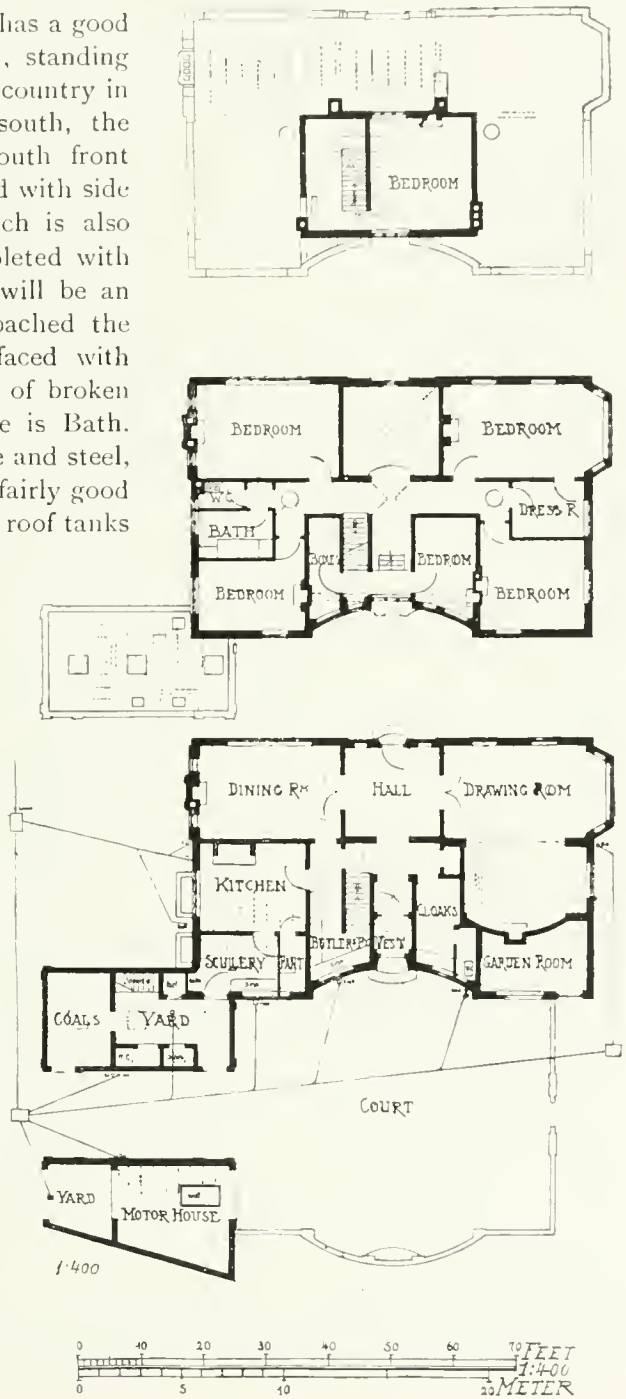 has a good
, standing
country in
south, the
outh front
d with side
ch is also
leted with
will be an
oached the
faced with
of broken
e is Bath.
e and steel,
fairly good
roof tanks
BEDROOM
BEDROOM
BEDROOM
W.C.
DRESS R
BATH
BEDROM
BEDROOM
BEDROOM
DINING RM
HALL
DRAWING ROOM
KITCHEN
CLOAKS
BUTLER'S P
VEST
SCULLERY
PART
GARDEN ROOM
COALS
YARD
COURT
YARD
MOTOR HOUSE
1:400
0 10 20 30 40 50 60 70 FEET
1:400
0 5 10 20 METER